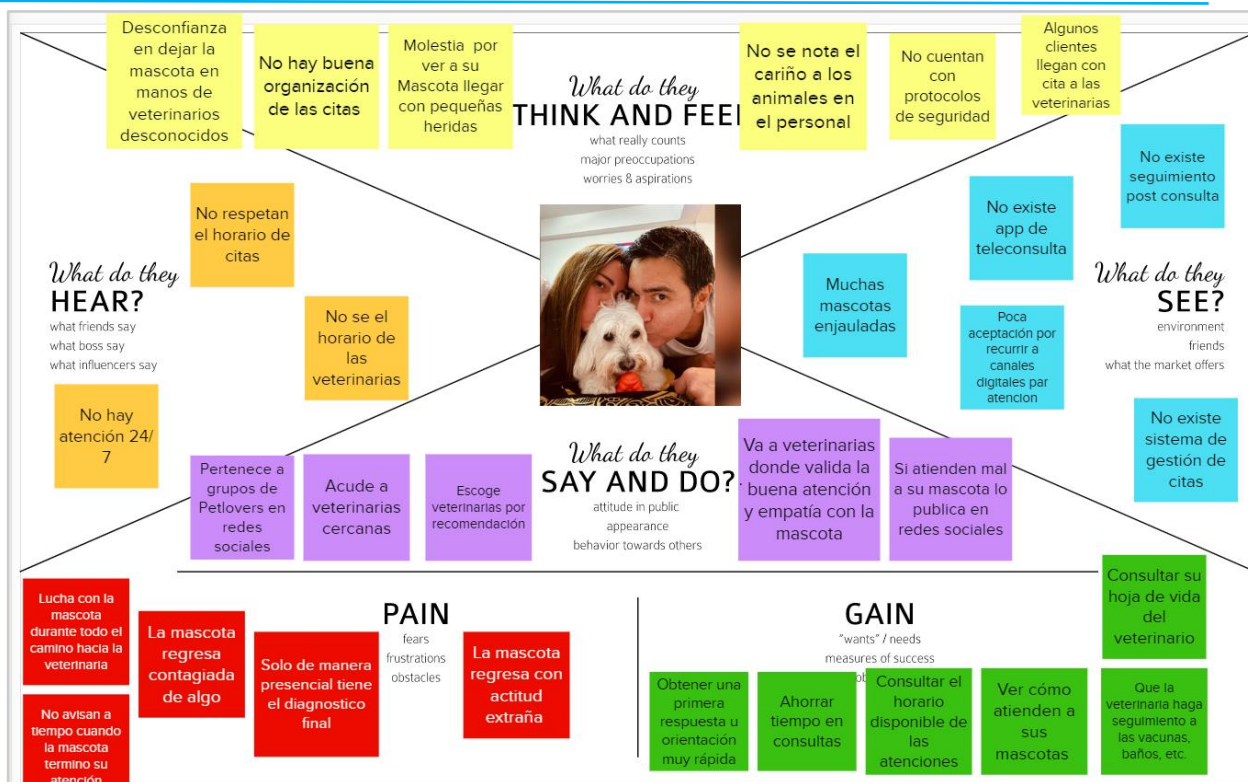 Desconfianza
en dejar la
mascota en
manos de
veterinarios
desconocidos
No hay buena
organización
de las citas
Molestia por
ver a su
Mascota llegar
con pequeñas
heridas
What do they
THINK AND FEEL
what really counts
major preoccupations
worries & aspirations
No se nota el
cariño a los
animales en
el personal
No cuentan
con
protocolos
de seguridad
Algunos
clientes
llegan con
cita a las
veterinarias
What do they
HEAR?
what friends say
what boss say
what influencers say
No respetan
el horario de
citas
No se el
horario de
las
veterinarias
No hay
atención 24/
7
Muchas
mascotas
enjauladas
No existe
app de
teleconsulta
No existe
seguimiento
post consulta
Poca
aceptación por
recurrir a
canales
digitales par
atencion
What do they
SEE?
environment
friends
what the market offers
No existe
sistema de
gestión de
citas
Pertenece a
grupos de
Petlovers en
redes
sociales
Acude a
veterinarias
cercanas
Escoge
veterinarias por
recomendación
What do they
SAY AND DO?
attitude in public
appearance
behavior towards others
Va a veterinarias
donde valida la
buena atención
y empatía con la
mascota
Si atienden mal
a su mascota lo
publica en
redes sociales
Lucha con la
mascota
durante todo el
camino hacia la
veterinaria
No avisan a
tiempo cuando
la mascota
termino su
atención
La mascota
regresa
contagiada
de algo
Solo de manera
presencial tiene
el diagnostico
final
PAIN
fears
frustrations
obstacles
La mascota
regresa con
actitud
extraña
GAIN
"wants" / needs
measures of success
Obtener una
primera
respuesta u
orientación
muy rápida
Ahorrar
tiempo en
consultas
Consultar el
horario
disponible de
las
atenciones
Ver cómo
atienden a
sus
mascotas
Consultar su
hoja de vida
del
veterinario
Que la
veterinaria haga
seguimiento a
las vacunas,
baños, etc.